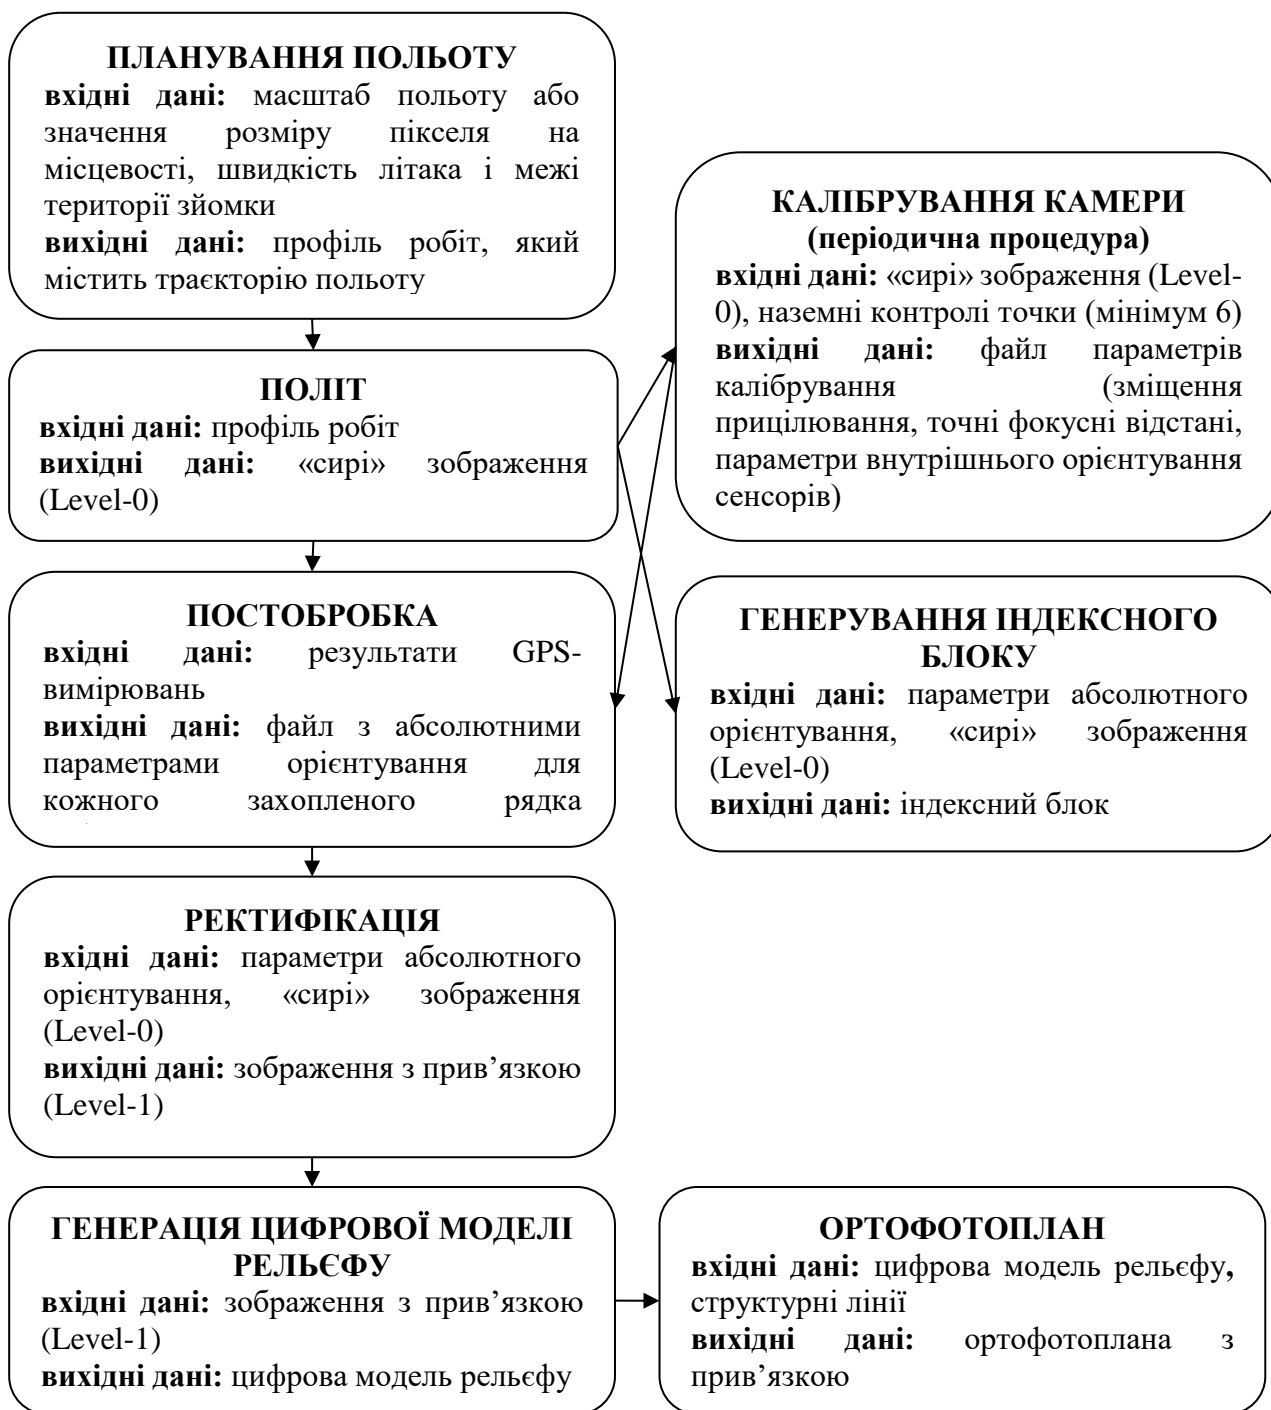 ПЛАНУВАННЯ ПОЛЬОТУ
вхідні дані: масштаб польоту або
значення розміру пікселя на
місцевості, швидкість літака і межі
території зйомки
вихідні дані: профіль робіт, який
містить траєкторію польоту
КАЛІБРУВАННЯ КАМЕРИ
(періодична процедура)
вхідні дані: «сирі» зображення (Level-
0), наземні контролі точки (мінімум 6)
вихідні дані: файл параметрів
калібрування (зміщення
прицілювання, точні фокусні відстані,
параметри внутрішнього орієнтування
сенсорів)
ПОЛІТ
вхідні дані: профіль робіт
вихідні дані: «сирі» зображення
(Level-0)
ПОСТОБРОБКА
вхідні дані: результати GPS-
вимірювань
вихідні дані: файл з абсолютними
параметрами орієнтування для
кожного захопленого рядка
ГЕНЕРУВАННЯ ІНДЕКСНОГО
БЛОКУ
вхідні дані: параметри абсолютного
орієнтування, «сирі» зображення
(Level-0)
вихідні дані: індексний блок
РЕКТИФІКАЦІЯ
вхідні дані: параметри абсолютного
орієнтування, «сирі» зображення
(Level-0)
вихідні дані: зображення з прив’язкою
(Level-1)
ГЕНЕРАЦІЯ ЦИФРОВОЇ МОДЕЛІ
РЕЛЬЄФУ
вхідні дані: зображення з прив’язкою
(Level-1)
вихідні дані: цифрова модель рельєфу
ОРТОФОТОПЛАН
вхідні дані: цифрова модель рельєфу,
структурні лінії
вихідні дані: ортофотоплана з
прив’язкою